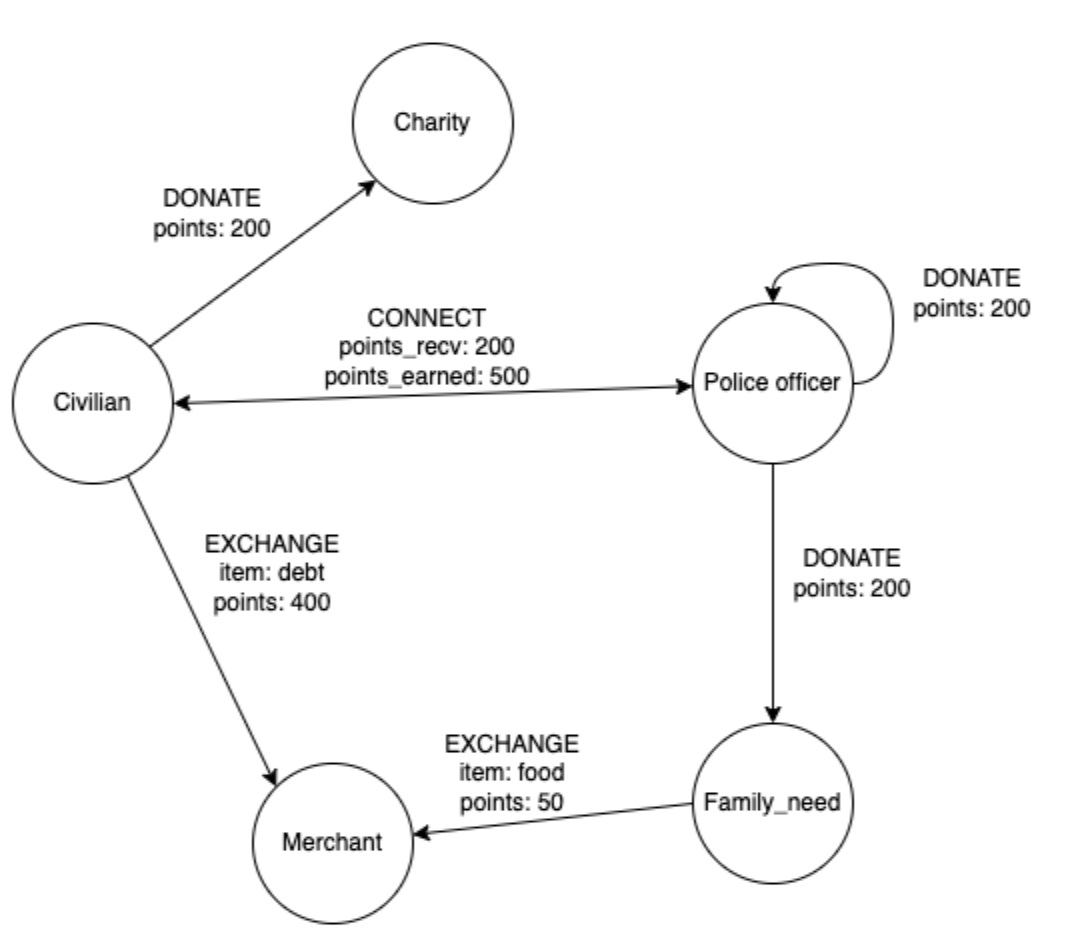 Charity
DONATE
points: 200
DONATE
points: 200
CONNECT
points_recv: 200
points_earned: 500
Civilian
Police officer
EXCHANGE
item: debt
points: 400
DONATE
points: 200
EXCHANGE
item: food
points: 50
Family_need
Merchant